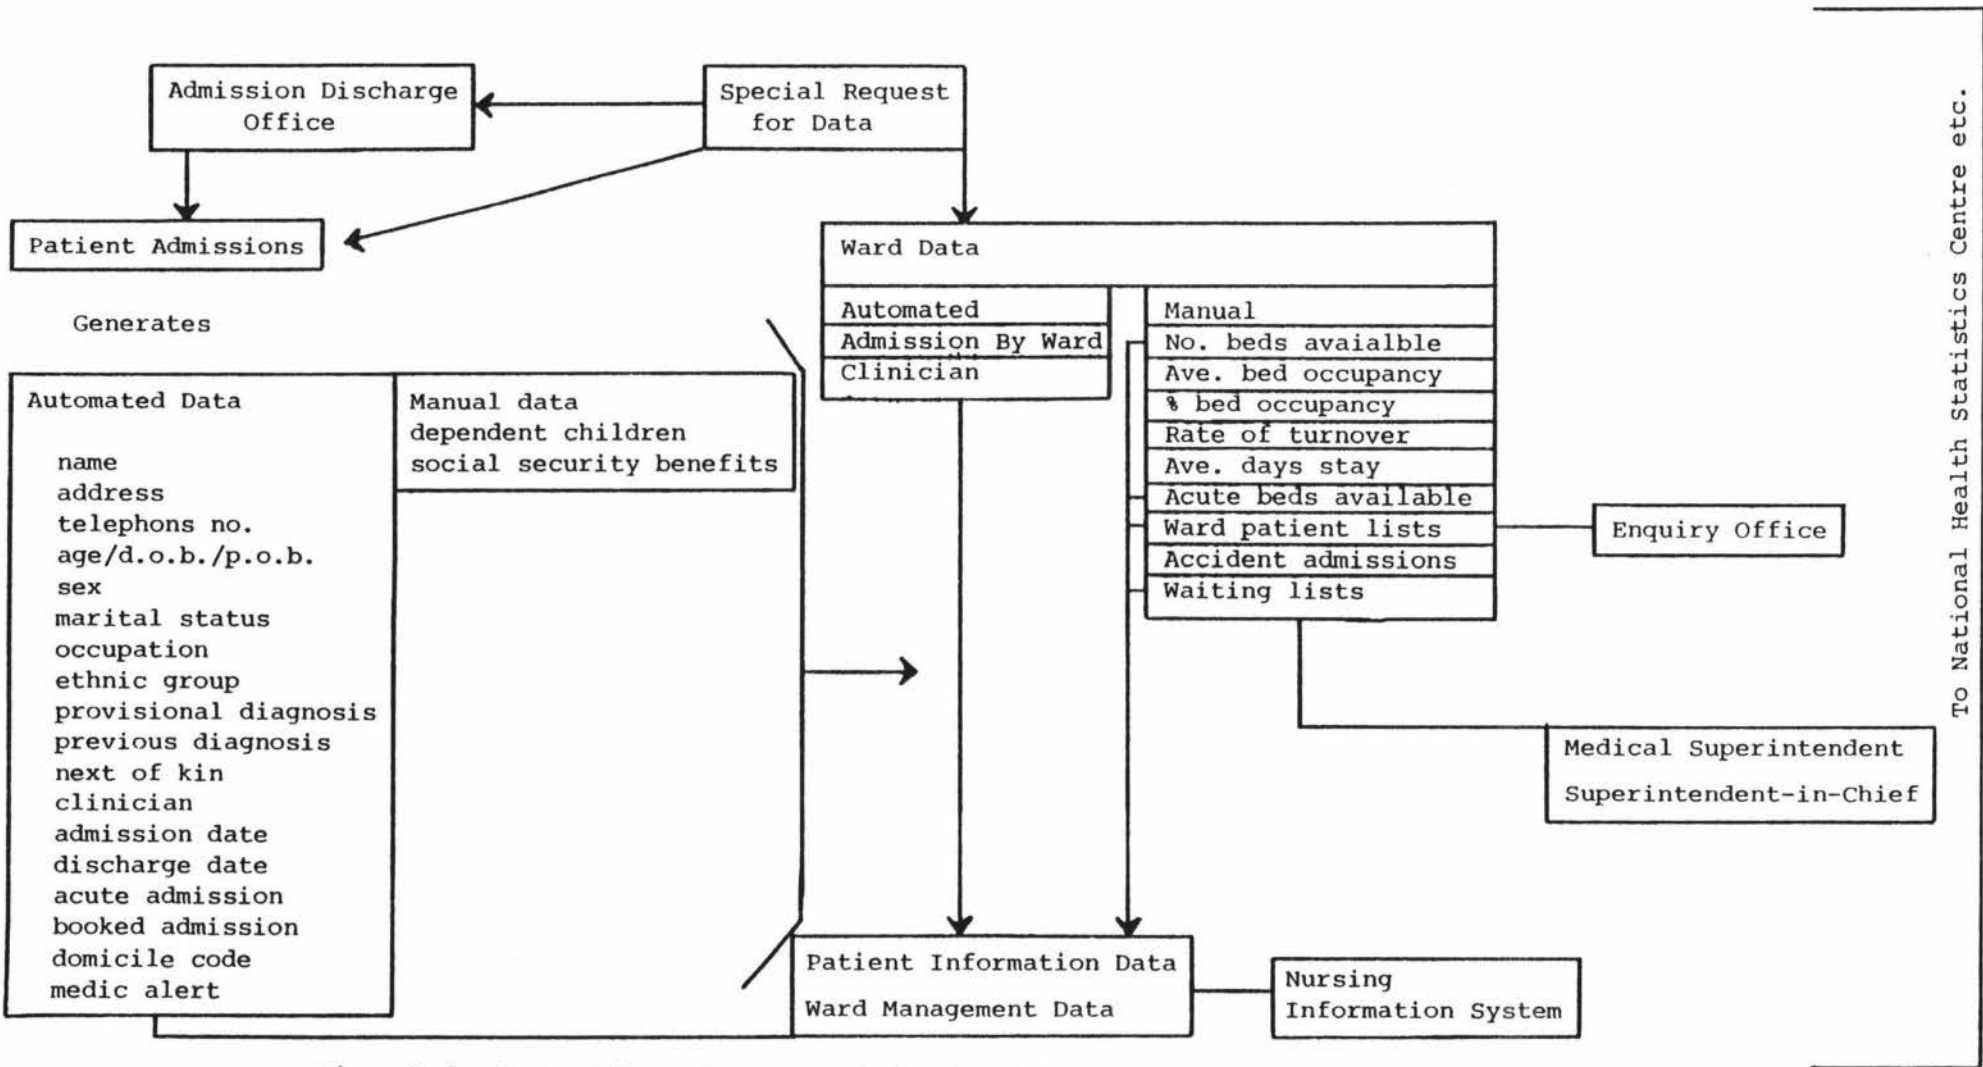 Admission Discharge
Office
Special Request
for Data
Patient Admissions
Generates
Automated Data
name
address
telephons no.
age/d.o.b./p.o.b.
sex
marital status
occupation
ethnic group
provisional diagnosis
previous diagnosis
next of kin
clinician
admission date
discharge date
acute admission
booked admission
domicile code
medic alert
Manual data
dependent children
social security benefits
Ward Data
Automated
Admission By Ward
Clinician
Manual
No. beds avaialble
Ave. bed occupancy
% bed occupancy
Rate of turnover
Ave. days stay
Acute beds available
Ward patient lists
Accident admissions
Waiting lists
Enquiry Office
Medical Superintendent
Superintendent-in-Chief
Patient Information Data
Ward Management Data
Nursing
Information System
To National Health Statistics Centre etc.